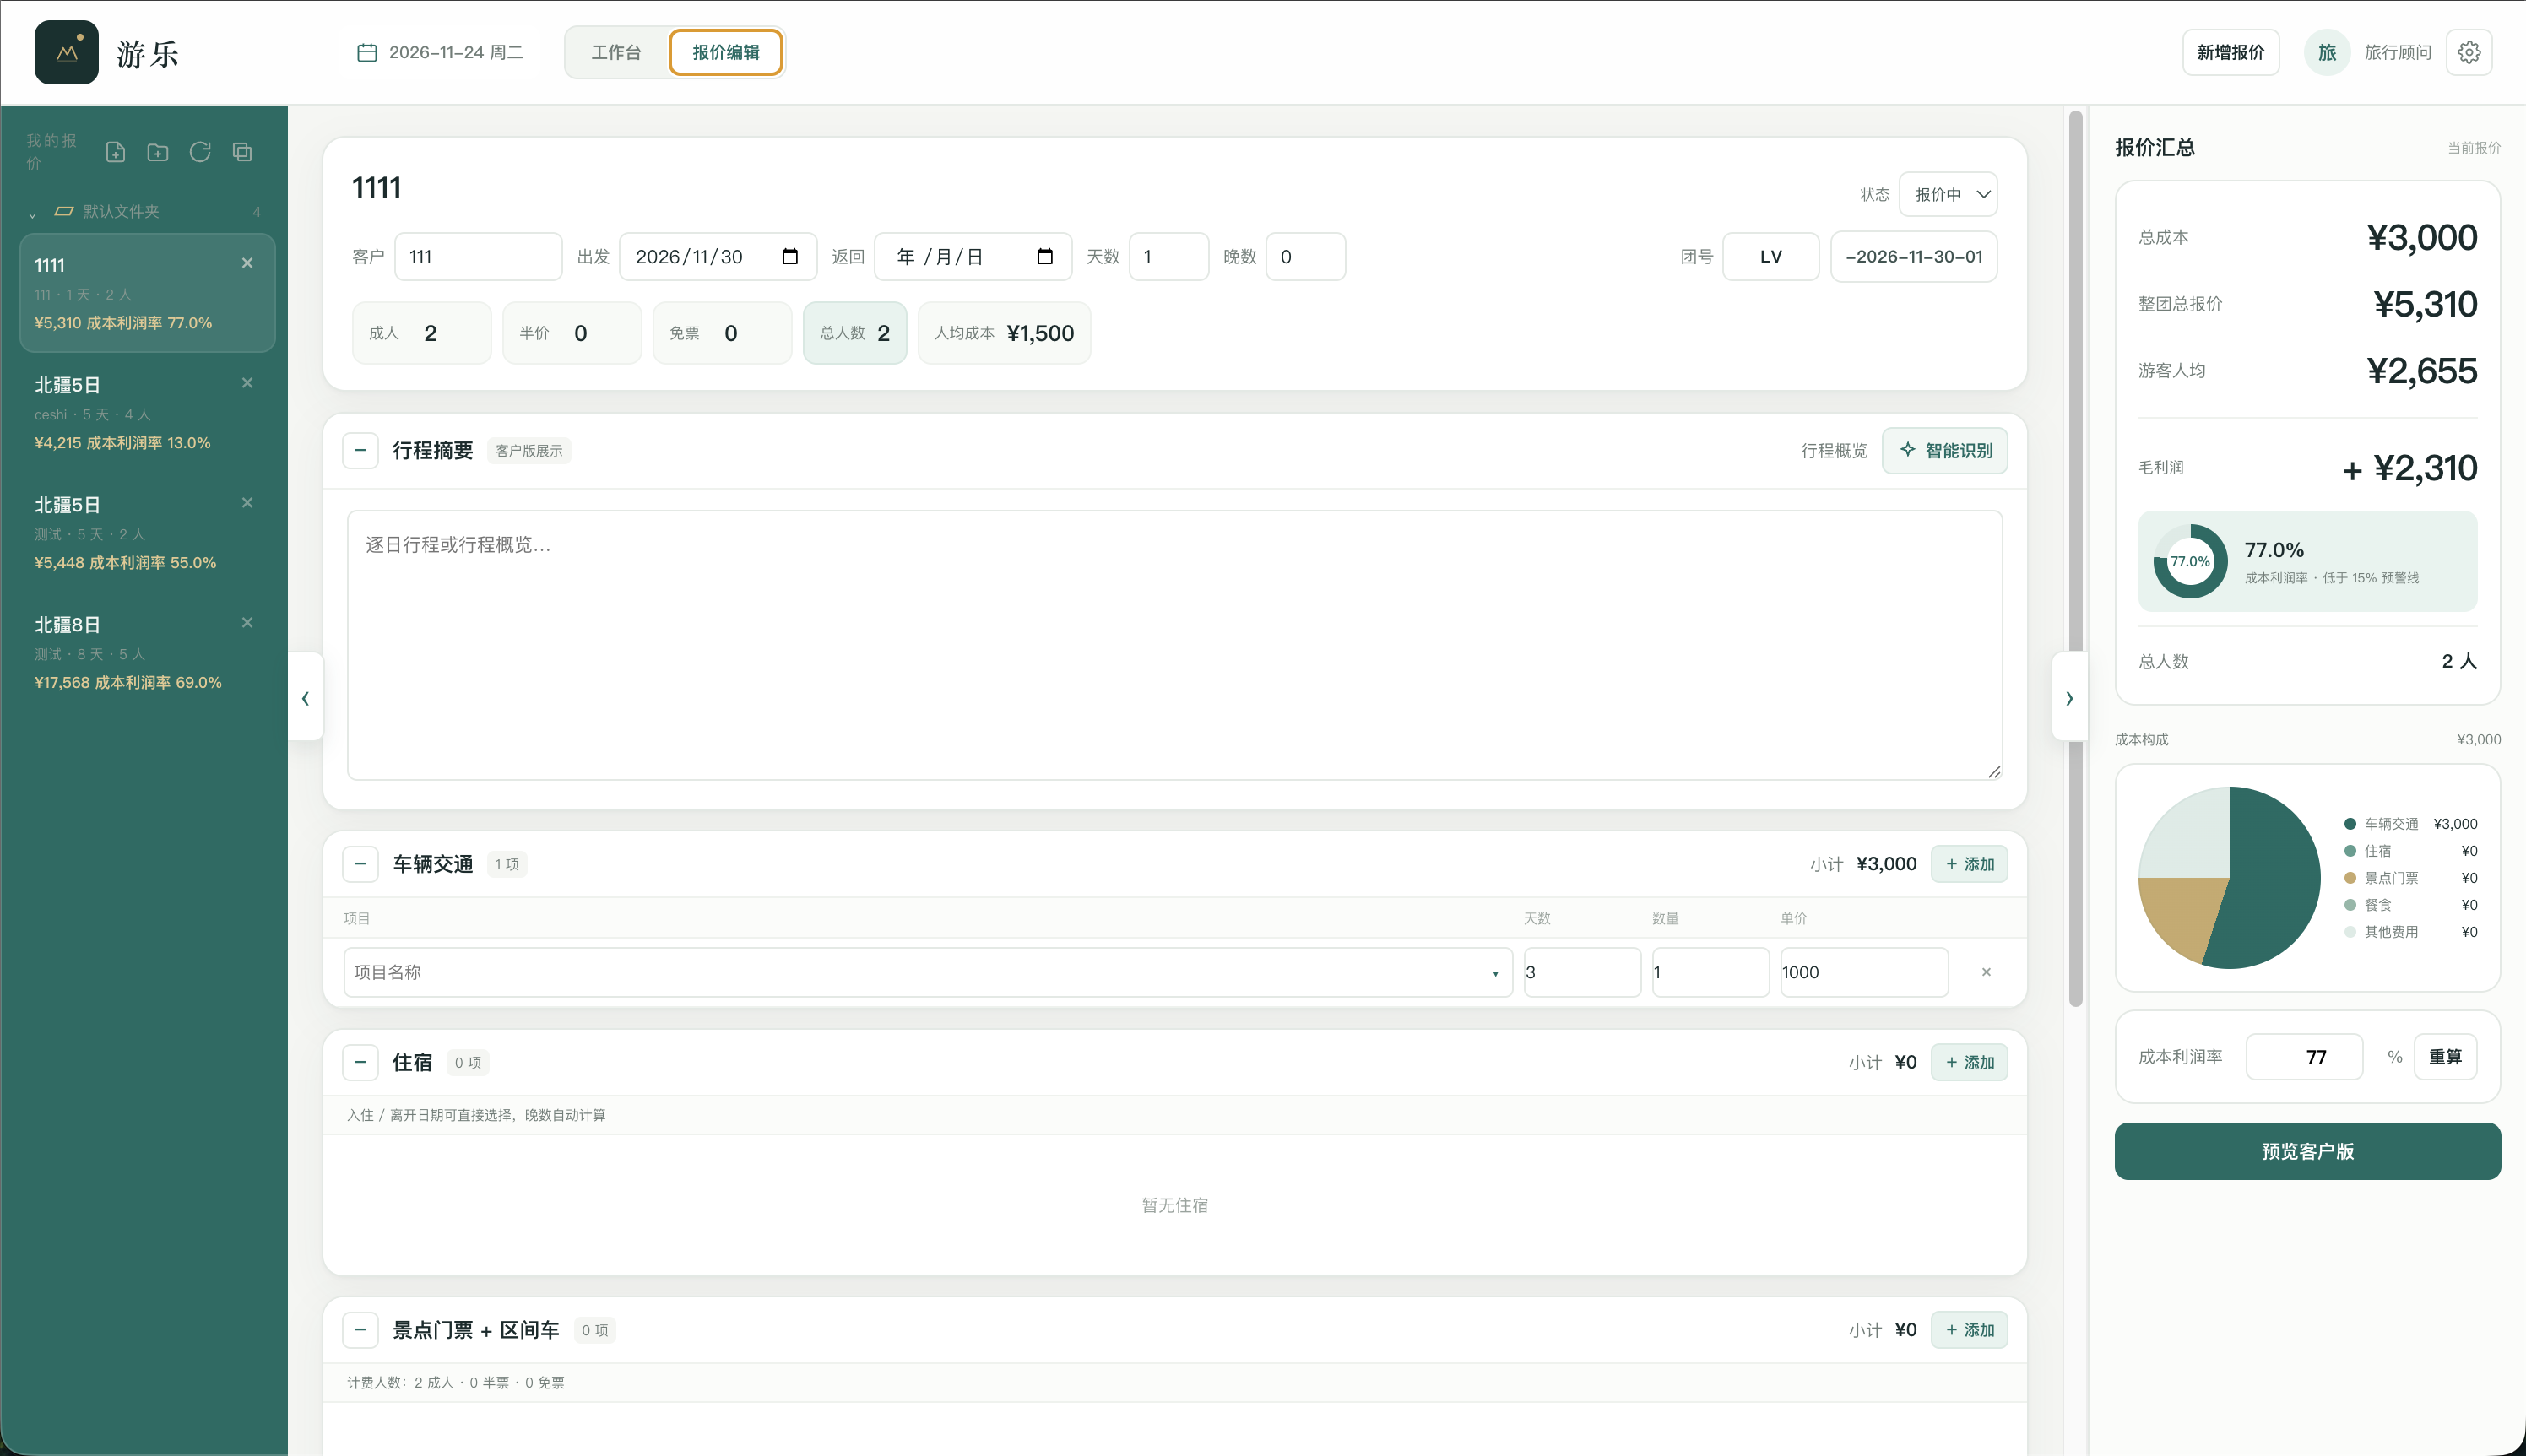 游乐
2026-11-24 周二
工作台
报价编辑
新增报价
旅
旅行顾问
我的报
价
默认文件夹
4
1111
111 · 1 天 · 2 人
¥5,310 成本利润率 77.0%
北疆5日
ceshi · 5 天 · 4 人
¥4,215 成本利润率 13.0%
北疆5日
测试 · 5 天 · 2 人
¥5,448 成本利润率 55.0%
北疆8日
测试 · 8 天 · 5 人
¥17,568 成本利润率 69.0%
1111
状态 报价中
客户 111 出发 2026/11/30 返回 年 /月/日 天数 1 晚数 0 团号 LV -2026-11-30-01
成人 2 半价 0 免票 0 总人数 2 人均成本 ¥1,500
行程摘要 客户版展示 行程概览 智能识别
逐日行程或行程概览...
车辆交通 1 项 小计 ¥3,000 + 添加
项目 天数 数量 单价
项目名称 3 1 1000 ×
住宿 0 项 小计 ¥0 + 添加
入住 / 离开日期可直接选择，晚数自动计算
暂无住宿
景点门票 + 区间车 0 项 小计 ¥0 + 添加
计费人数：2 成人 · 0 半票 · 0 免票
报价汇总 当前报价
总成本 ¥3,000
整团总报价 ¥5,310
游客人均 ¥2,655
毛利润 + ¥2,310
77.0%
77.0%
成本利润率 · 低于 15% 预警线
总人数 2 人
成本构成 ¥3,000
车辆交通 ¥3,000
住宿 ¥0
景点门票 ¥0
餐食 ¥0
其他费用 ¥0
成本利润率 77 % 重算
预览客户版